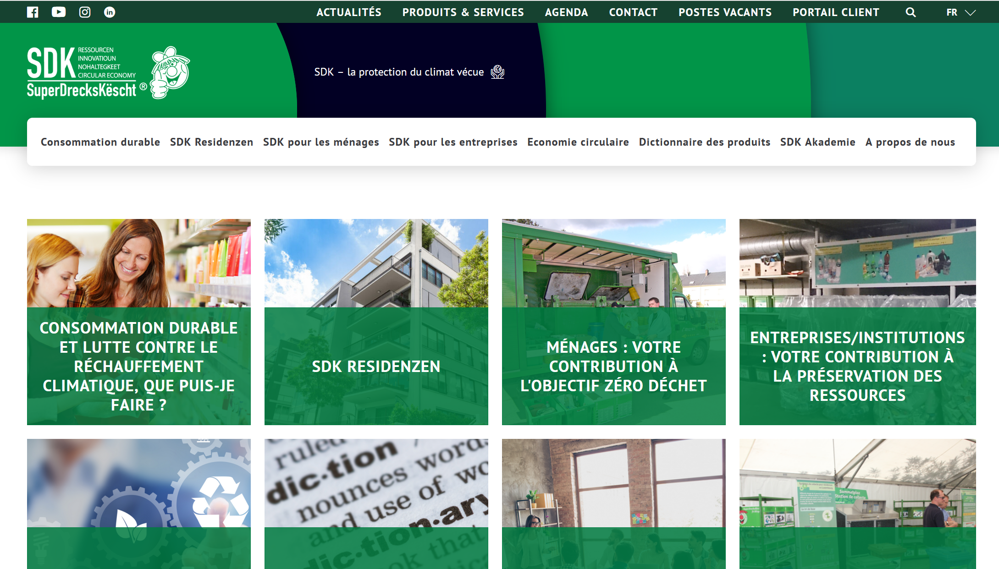 ACTUALITÉS PRODUITS & SERVICES AGENDA CONTACT POSTES VACANTS PORTAIL CLIENT FR
SDK RESSOURCEN
INNOVATIOUN
NOHALTEGKEET
CIRCULAR ECONOMY
SuperDrecksKëscht ®
SDK – la protection du climat vécue
Consommation durable SDK Residenzen SDK pour les ménages SDK pour les entreprises Economie circulaire Dictionnaire des produits SDK Akademie A propos de nous
CONSOMMATION DURABLE
ET LUTTE CONTRE LE
RÉCHAUFFEMENT
CLIMATIQUE, QUE PUIS-JE
FAIRE ?
SDK RESIDENZEN
MÉNAGES : VOTRE
CONTRIBUTION À
L'OBJECTIF ZÉRO DÉCHET
ENTREPRISES/INSTITUTIONS
: VOTRE CONTRIBUTION À
LA PRÉSERVATION DES
RESSOURCES
ruled
dic·tion /
nounces words
and use of wo
dic·tion·ary
ok that
Sammelplaz
Station de collecte